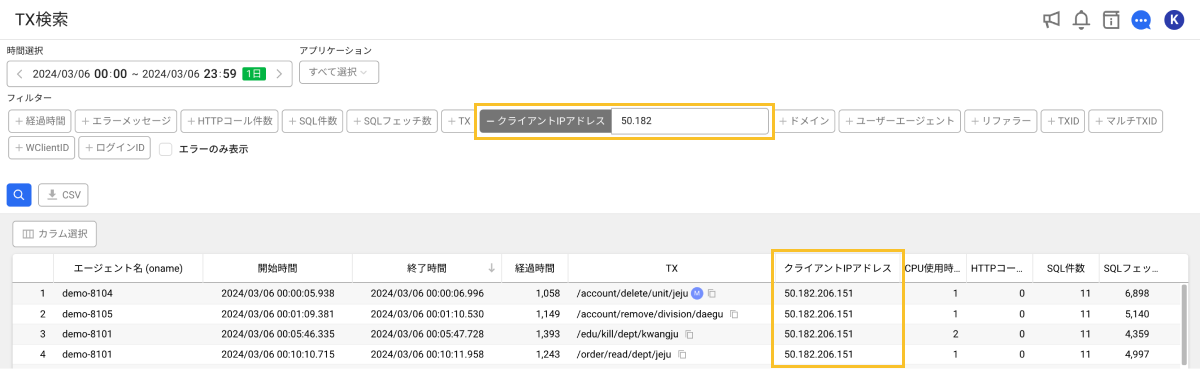 TX検索
K
時間選択
アプリケーション
2024/03/06 00:00 ~ 2024/03/06 23:59 1日
すべて選択
フィルター
+ 経過時間 + エラーメッセージ + HTTPコール件数 + SQL件数 + SQLフェッチ数 + TX − クライアントIPアドレス 50.182 + ドメイン + ユーザーエージェント + リファラー + TXID + マルチTXID
+ WClientID + ログインID エラーのみ表示
CSV
カラム選択
エージェント名 (oname) 開始時間 終了時間 ↓ 経過時間 TX クライアントIPアドレス CPU使用時... HTTPコー... SQL件数 SQLフェッ...
1 demo-8104 2024/03/06 00:00:05.938 2024/03/06 00:00:06.996 1,058 /account/delete/unit/jeju M 50.182.206.151 1 0 11 6,898
2 demo-8105 2024/03/06 00:01:09.381 2024/03/06 00:01:10.530 1,149 /account/remove/division/daegu 50.182.206.151 1 0 11 5,140
3 demo-8101 2024/03/06 00:05:46.335 2024/03/06 00:05:47.728 1,393 /edu/kill/dept/kwangju 50.182.206.151 2 0 11 4,359
4 demo-8101 2024/03/06 00:10:10.715 2024/03/06 00:10:11.958 1,243 /order/read/dept/jeju 50.182.206.151 1 0 11 4,997